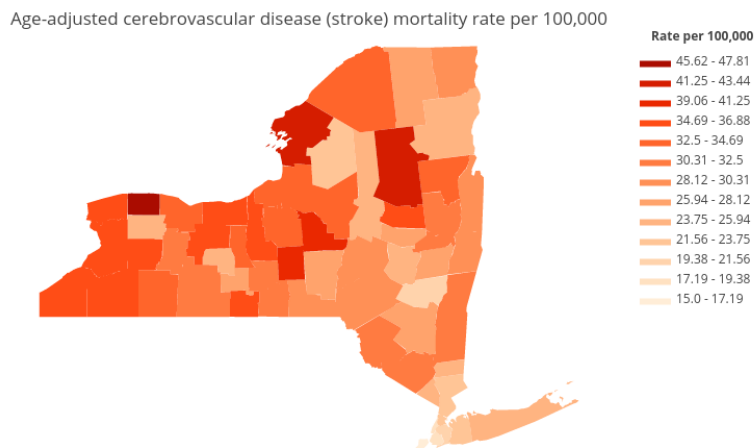 Age-adjusted cerebrovascular disease (stroke) mortality rate per 100,000
Rate per 100,000
45.62 - 47.81
41.25 - 43.44
39.06 - 41.25
34.69 - 36.88
32.5 - 34.69
30.31 - 32.5
28.12 - 30.31
25.94 - 28.12
23.75 - 25.94
21.56 - 23.75
19.38 - 21.56
17.19 - 19.38
15.0 - 17.19